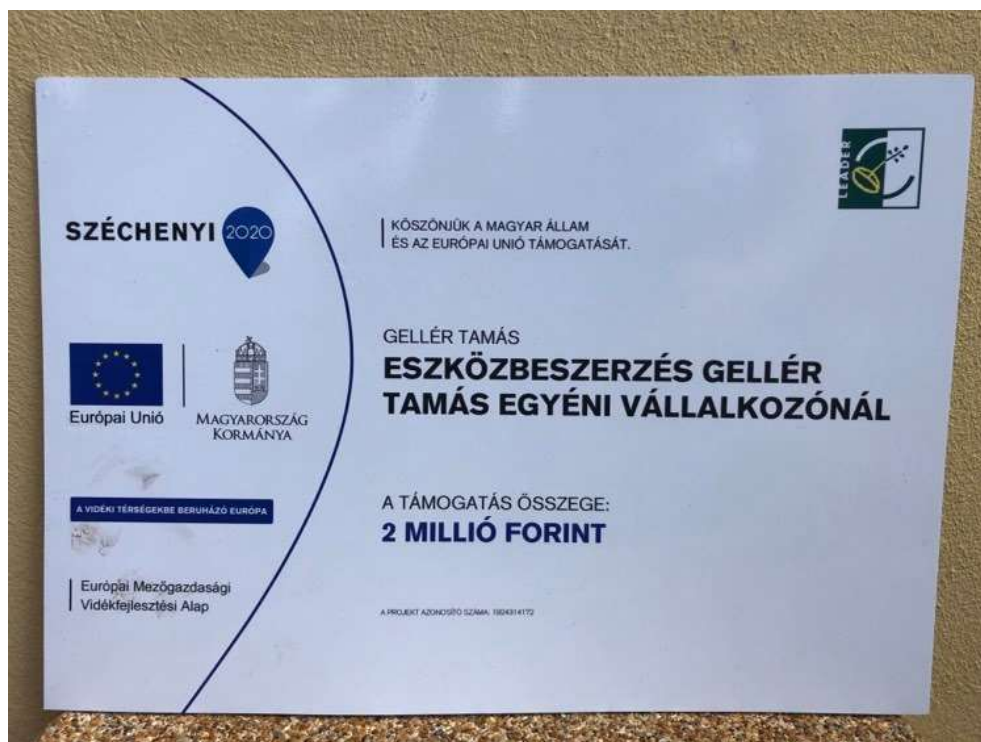 LEADER
SZÉCHENYI 2020
KÖSZÖNJÜK A MAGYAR ÁLLAM
ÉS AZ EURÓPAI UNIÓ TÁMOGATÁSÁT.
GELLÉR TAMÁS
ESZKÖZBESZERZÉS GELLÉR
TAMÁS EGYÉNI VÁLLALKOZÓNÁL
Európai Unió
MAGYARORSZÁG
KORMÁNYA
A VIDÉKI TÉRSÉGEKBE BERUHÁZÓ EURÓPA
A TÁMOGATÁS ÖSSZEGE:
2 MILLIÓ FORINT
Európai Mezőgazdasági
Vidékfejlesztési Alap
A PROJEKT AZONOSÍTÓ SZÁMA: